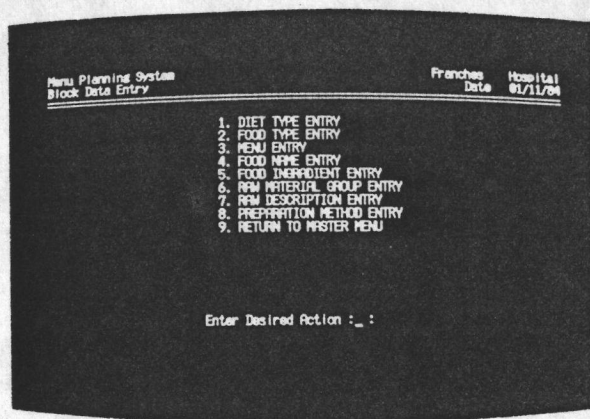 Menu Planning System Franches Hospital
Block Data Entry Date 01/11/84
1. DIET TYPE ENTRY
2. FOOD TYPE ENTRY
3. MENU ENTRY
4. FOOD NAME ENTRY
5. FOOD INGRADIENT ENTRY
6. RAW MATERIAL GROUP ENTRY
7. RAW DESCRIPTION ENTRY
8. PREPARATION METHOD ENTRY
9. RETURN TO MASTER MENU
Enter Desired Action :_ :